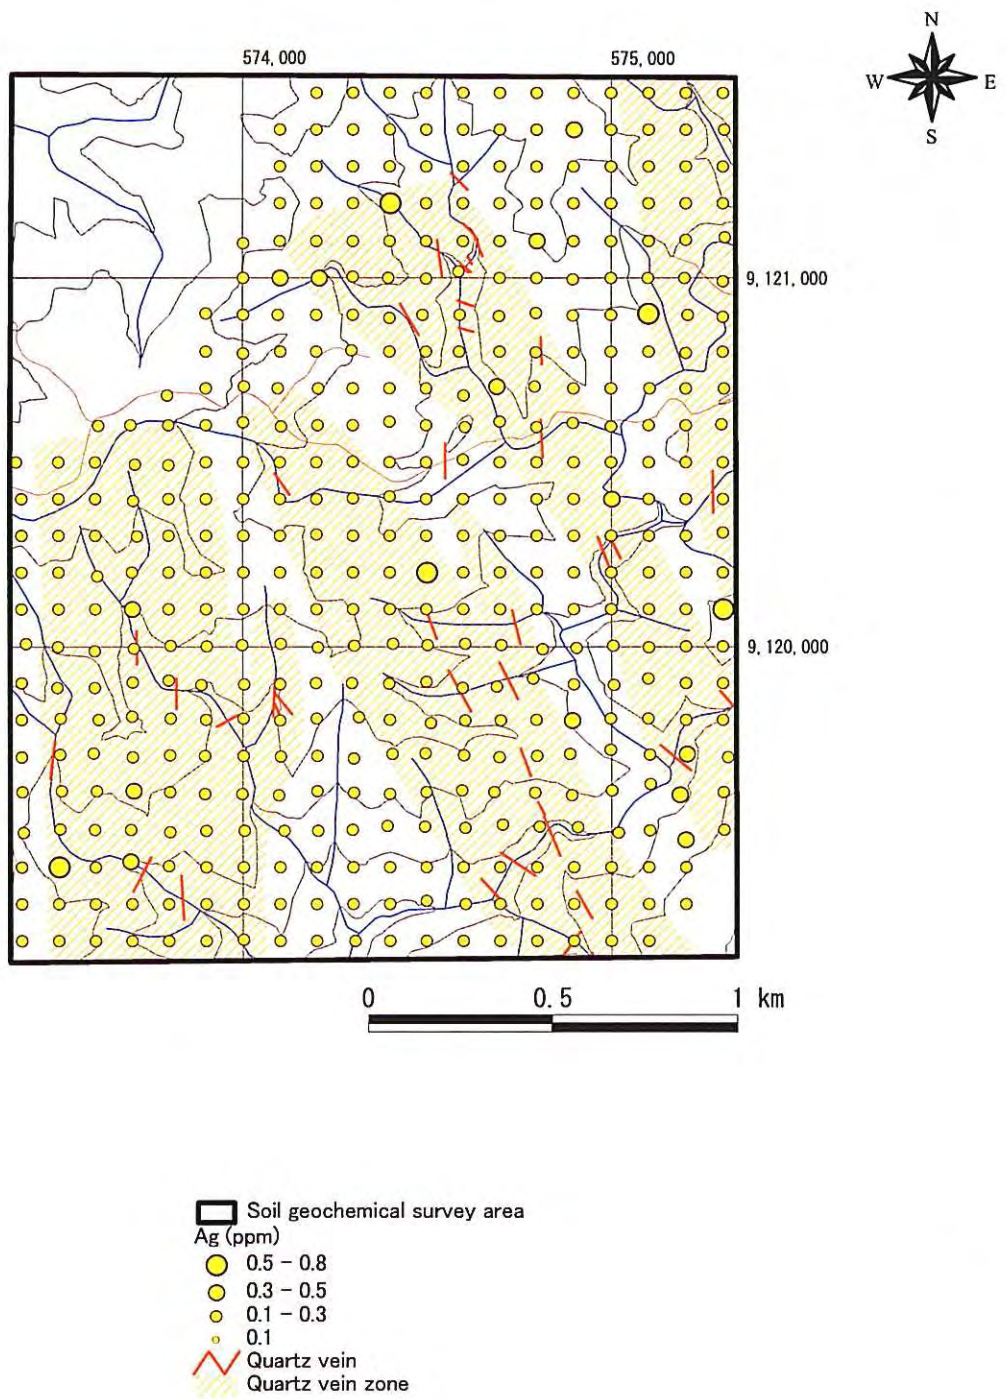 N
574, 000
575, 000
W
E
S
9, 121, 000
9, 120, 000
0
0. 5
1 km
Soil geochemical survey area
Ag (ppm)
0.5 - 0.8
0.3 - 0.5
0.1 - 0.3
0.1
Quartz vein
Quartz vein zone